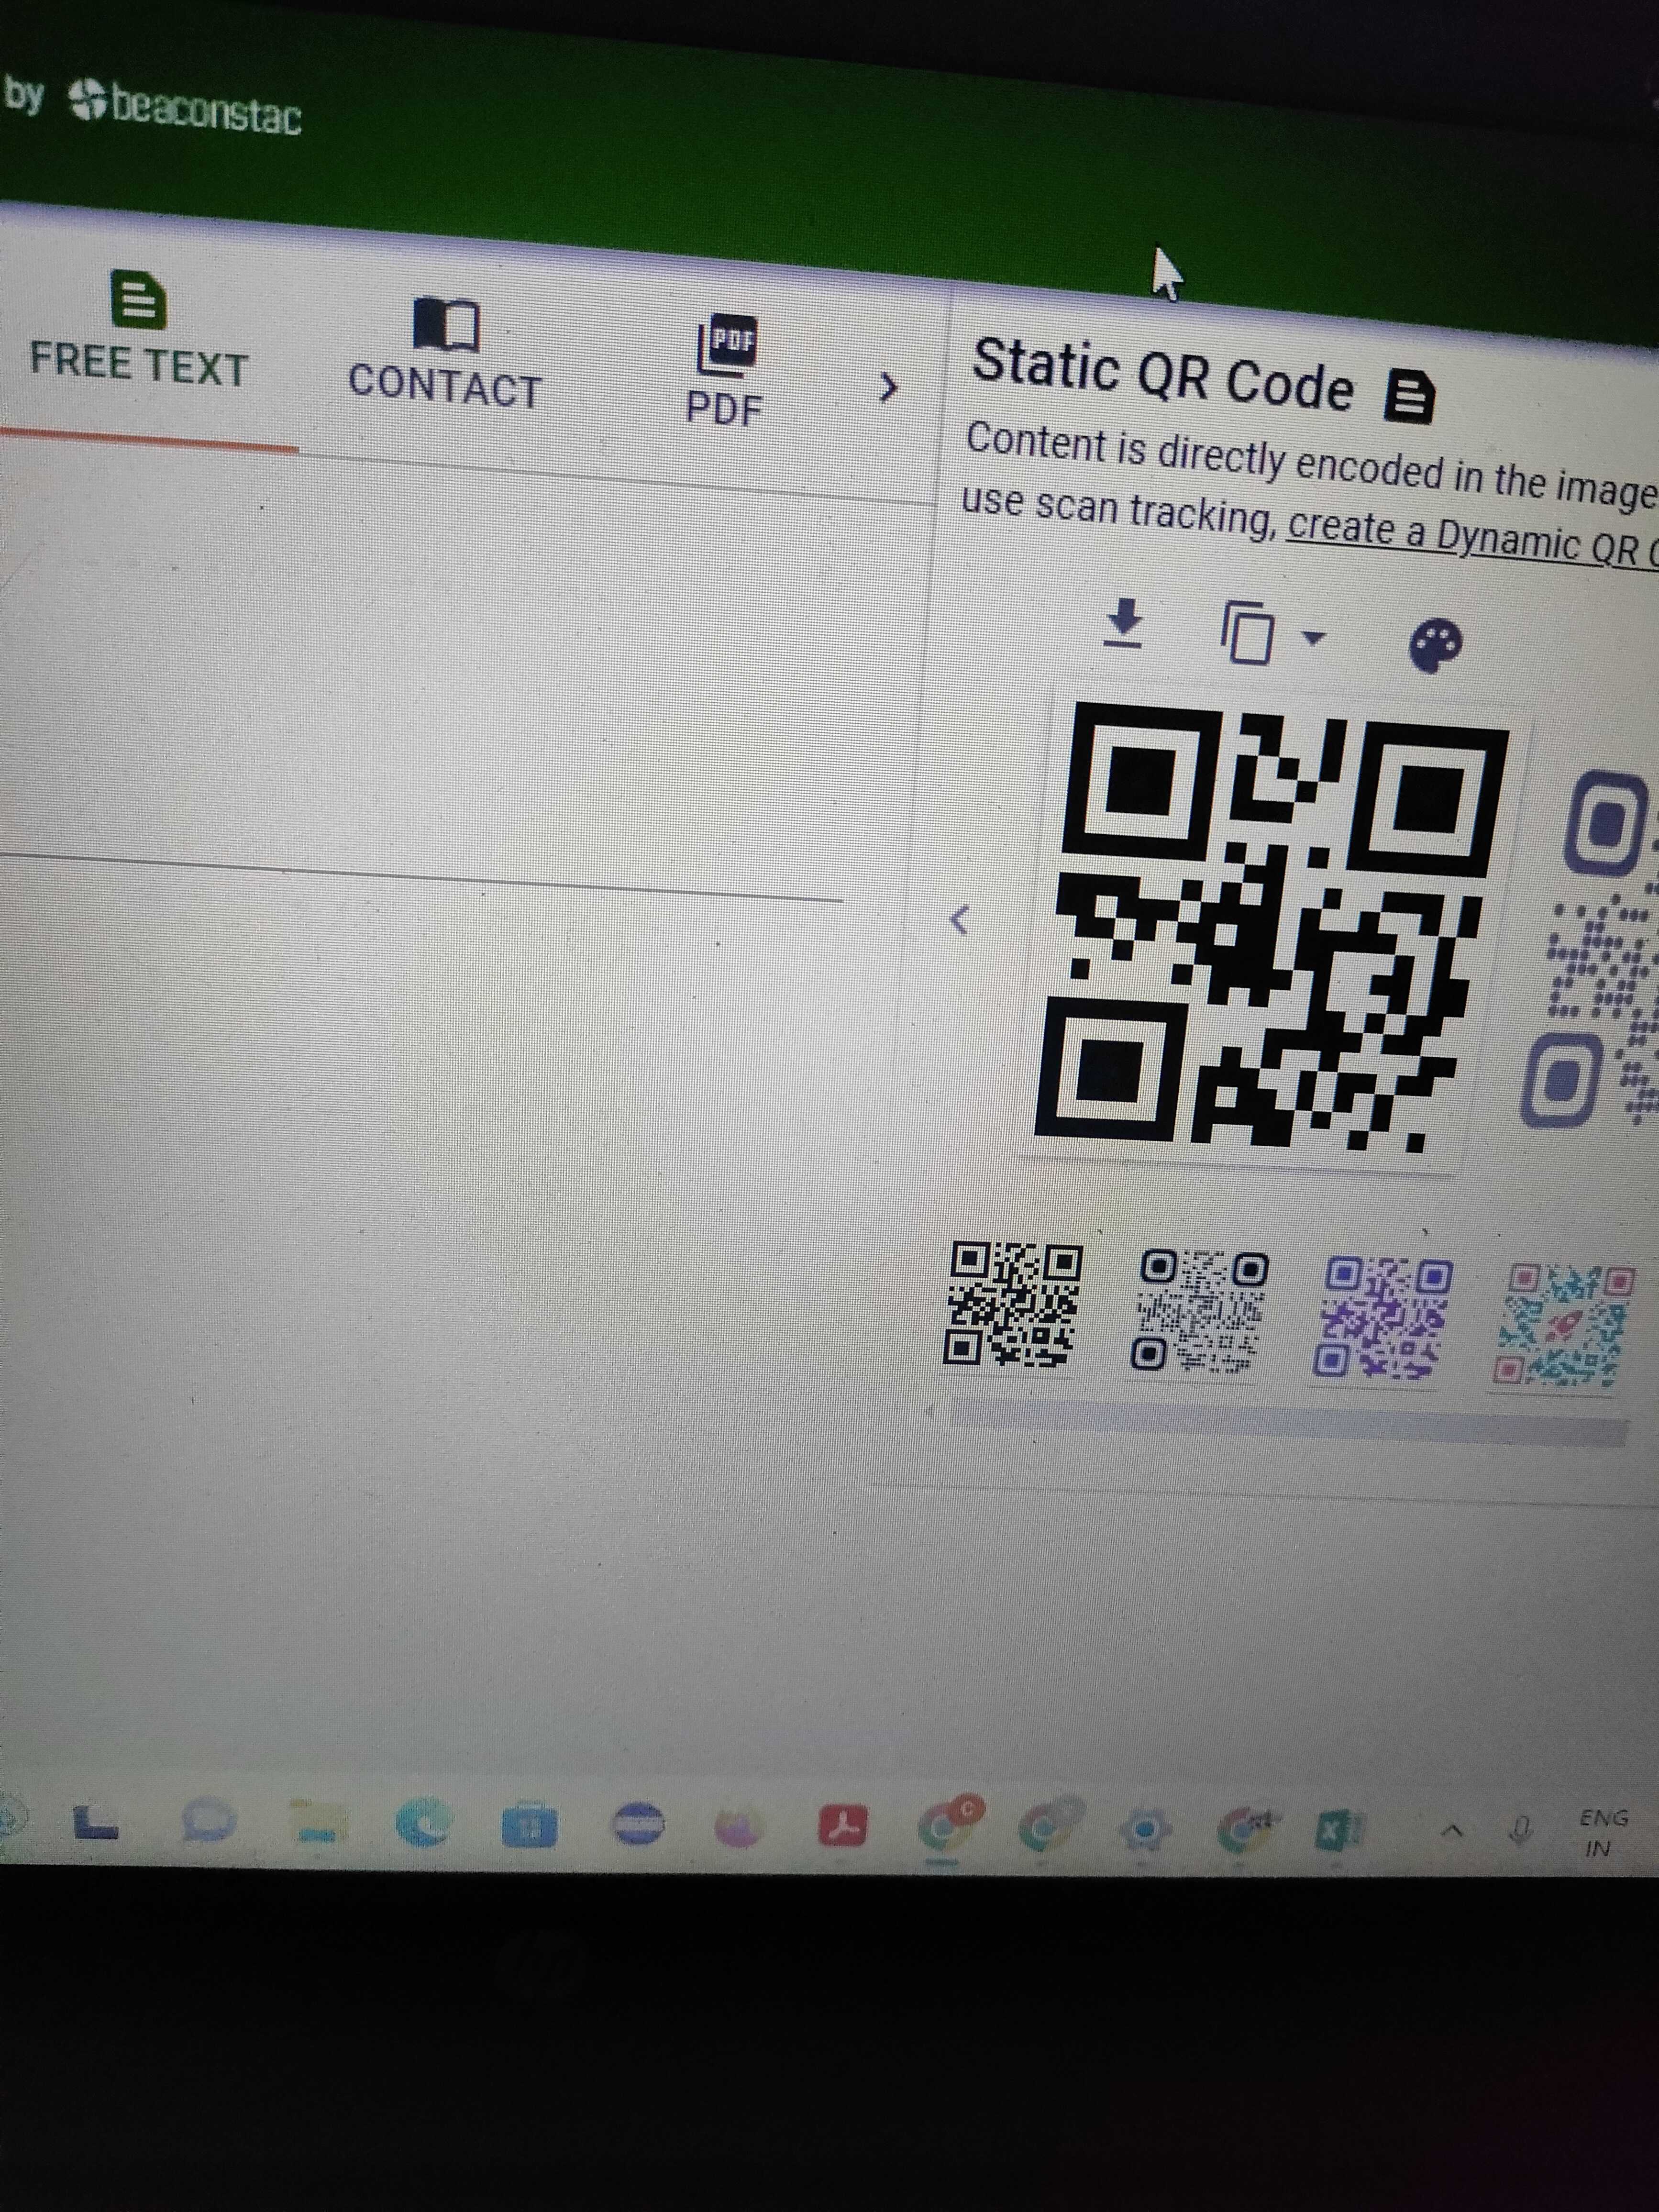 by beaconstac
FREE TEXT
CONTACT
PDF
PDF
Static QR Code
Content is directly encoded in the image
use scan tracking, create a Dynamic QR
ENG
IN